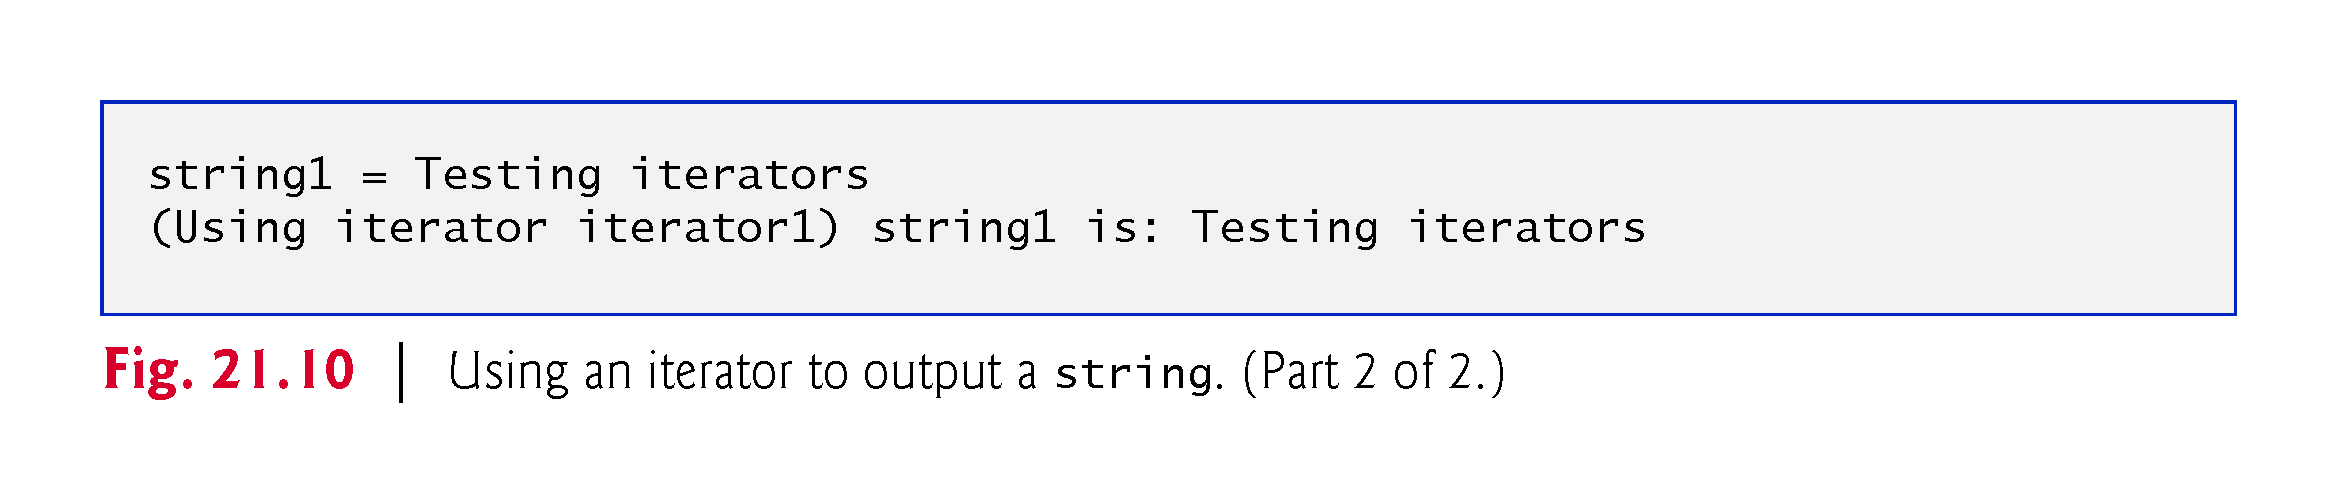 string1 = Testing iterators
(Using iterator iterator1) string1 is: Testing iterators
Fig. 21.10 | Using an iterator to output a string. (Part 2 of 2.)